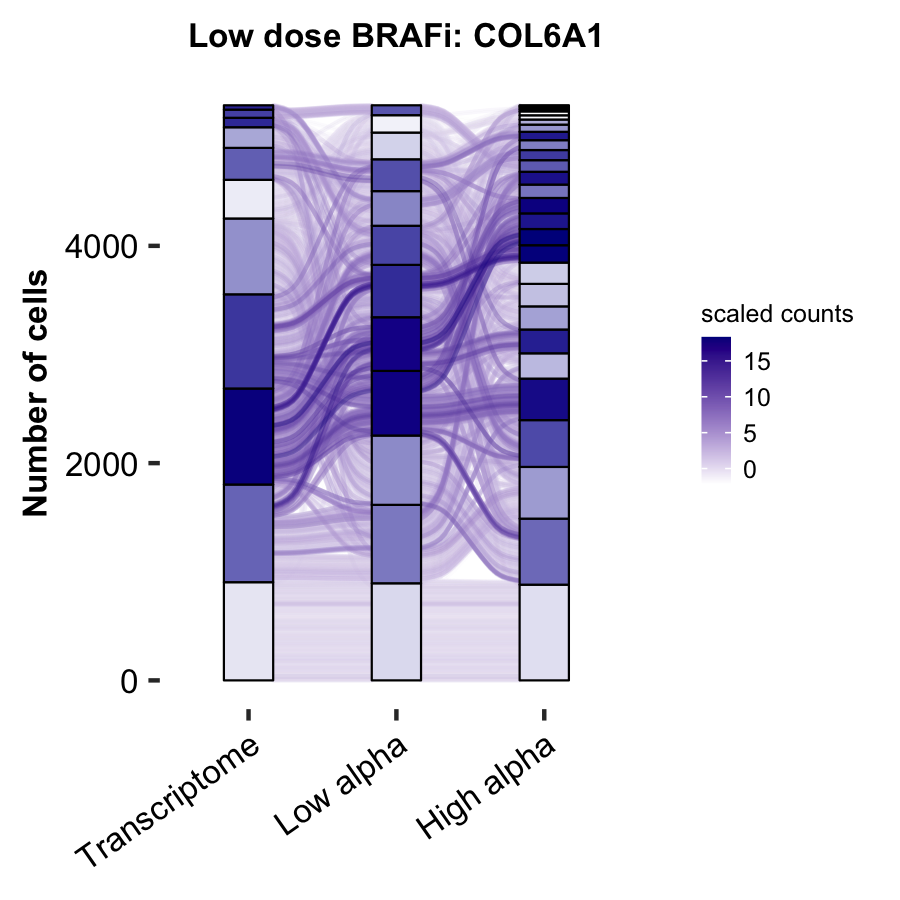 Low dose BRAFi: COL6A1
Number of cells
4000
2000
0
Transcriptome
Low alpha
High alpha
scaled counts
15
10
5
0